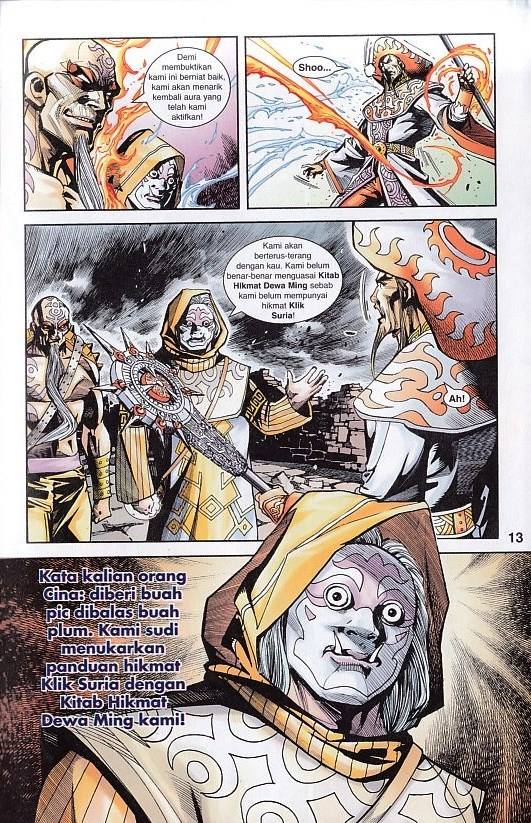 Demi
membuktikan
kami ini berniat baik,
kami akan menarik
kembali aura yang
telah kami
aktifkan!
Shoo...
Kami akan
berterus-terang
dengan kau. Kami belum
benar-benar menguasai Kitab
Hikmat Dewa Ming sebab
kami belum mempunyai
hikmat Klik
Suria!
Ah!
13
Kata kalian orang
Cina: diberi buah
pic dibalas buah
plum. Kami sudi
menukarkan
panduan hikmat
Klik Suria dengan
Kitab Hikmat
Dewa Ming kami!